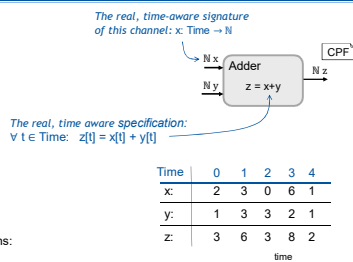 The real, time-aware signature
of this channel: x: Time → ℕ
CPF
ℕ x
Adder
ℕ z
ℕ y
z = x+y
The real, time aware specification:
∀ t ∈ Time: z[t] = x[t] + y[t]
Time 0 1 2 3 4
x: 2 3 0 6 1
y: 1 3 3 2 1
z: 3 6 3 8 2
time